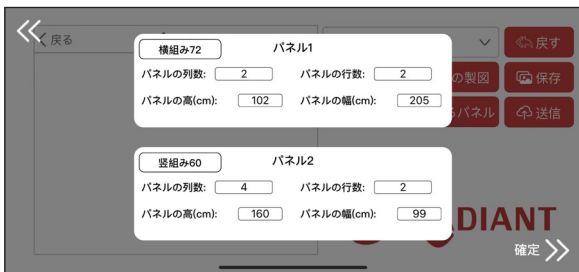 戻る
戻す
の製図
保存
パネル
送信
横組み72
パネル1
パネルの列数: 2 パネルの行数: 2
パネルの高(cm): 102 パネルの幅(cm): 205
竖組み60
パネル2
パネルの列数: 4 パネルの行数: 2
パネルの高(cm): 160 パネルの幅(cm): 99
DIANT
確定